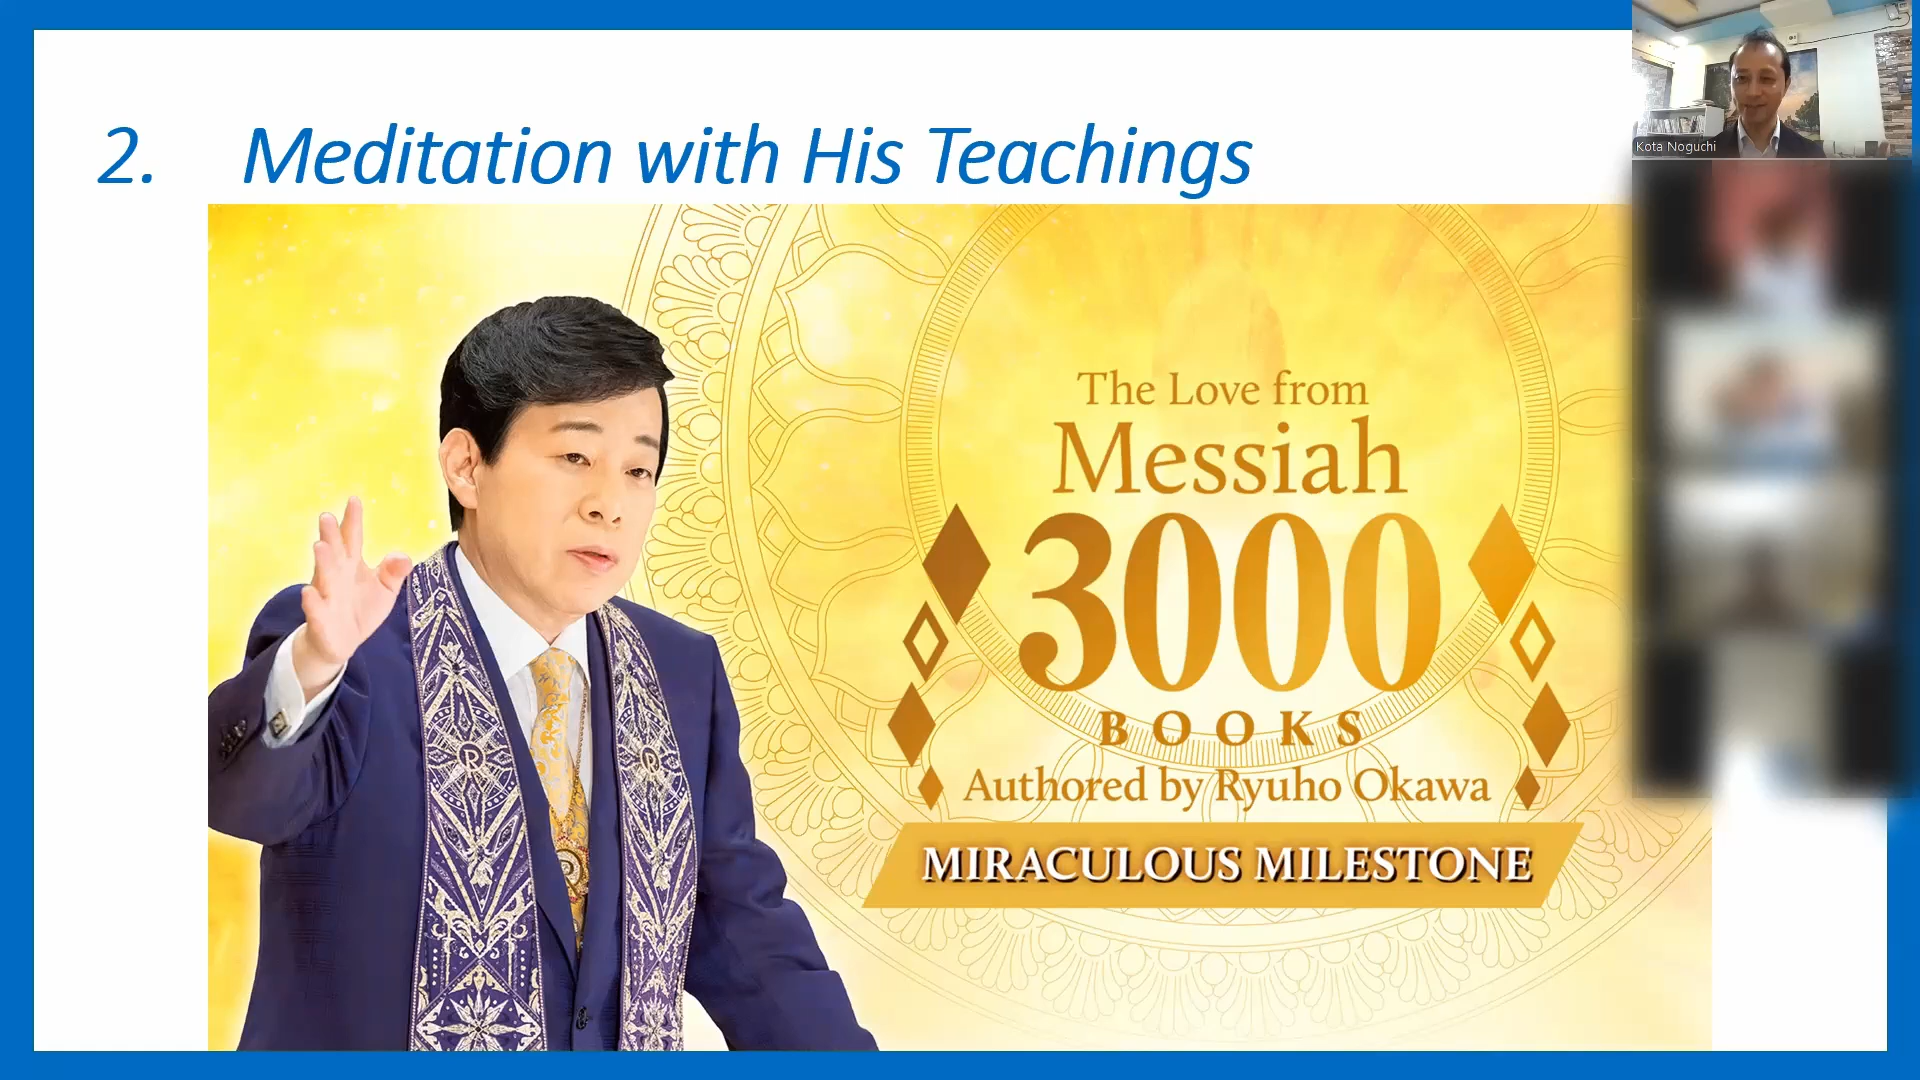 2. Meditation with His Teachings
The Love from
Messiah
3000
BOOKS
Authored by Ryuho Okawa
MIRACULOUS MILESTONE
Kota Noguchi